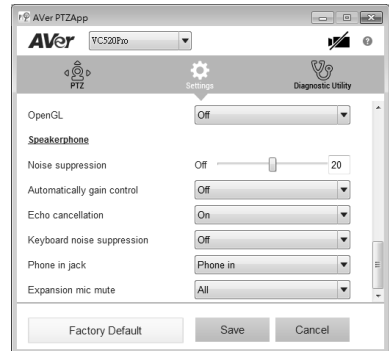 AVer PTZApp
AVer VC520Pro
PTZ Settings Diagnostic Utility
OpenGL Off
Speakerphone
Noise suppression Off 20
Automatically gain control Off
Echo cancellation On
Keyboard noise suppression Off
Phone in jack Phone in
Expansion mic mute All
Factory Default Save Cancel